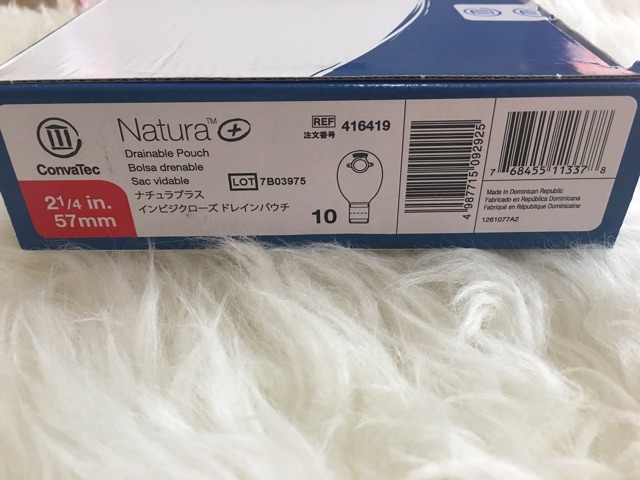 ConvaTec
2 1/4 in.
57mm
Natura™ +
Drainable Pouch
Bolsa drenable
Sac vidable
ナチュラプラス
インビジクローズ ドレインパウチ
REF 416419
注文番号
LOT 7B03975
10
4 987715 092925
7 68455 11337 8
Made in Dominican Republic
Fabricado en República Dominicana
Fabriqué en République Dominicaine
1261077A2